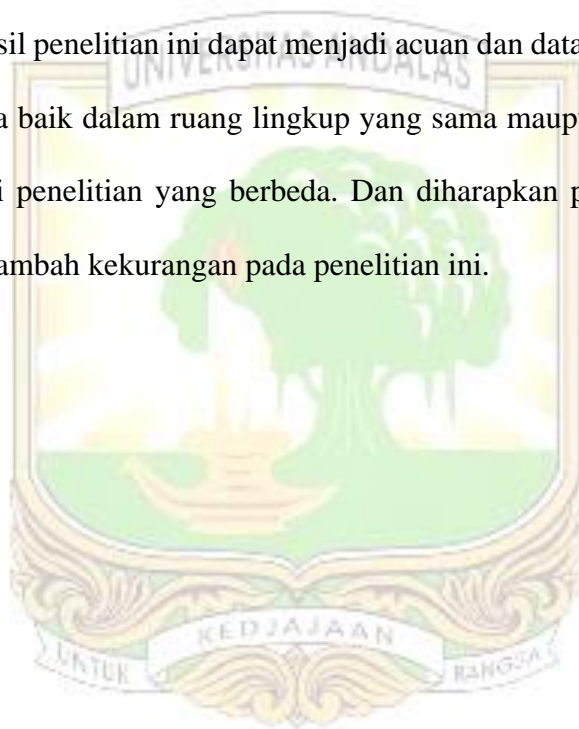 sil penelitian ini dapat menjadi acuan dan data
UNIVERSITAS ANDALAS
a baik dalam ruang lingkup yang sama maupu
i penelitian yang berbeda. Dan diharapkan p
ambah kekurangan pada penelitian ini.
KEDJAJAAN
UNTUK BANGSA